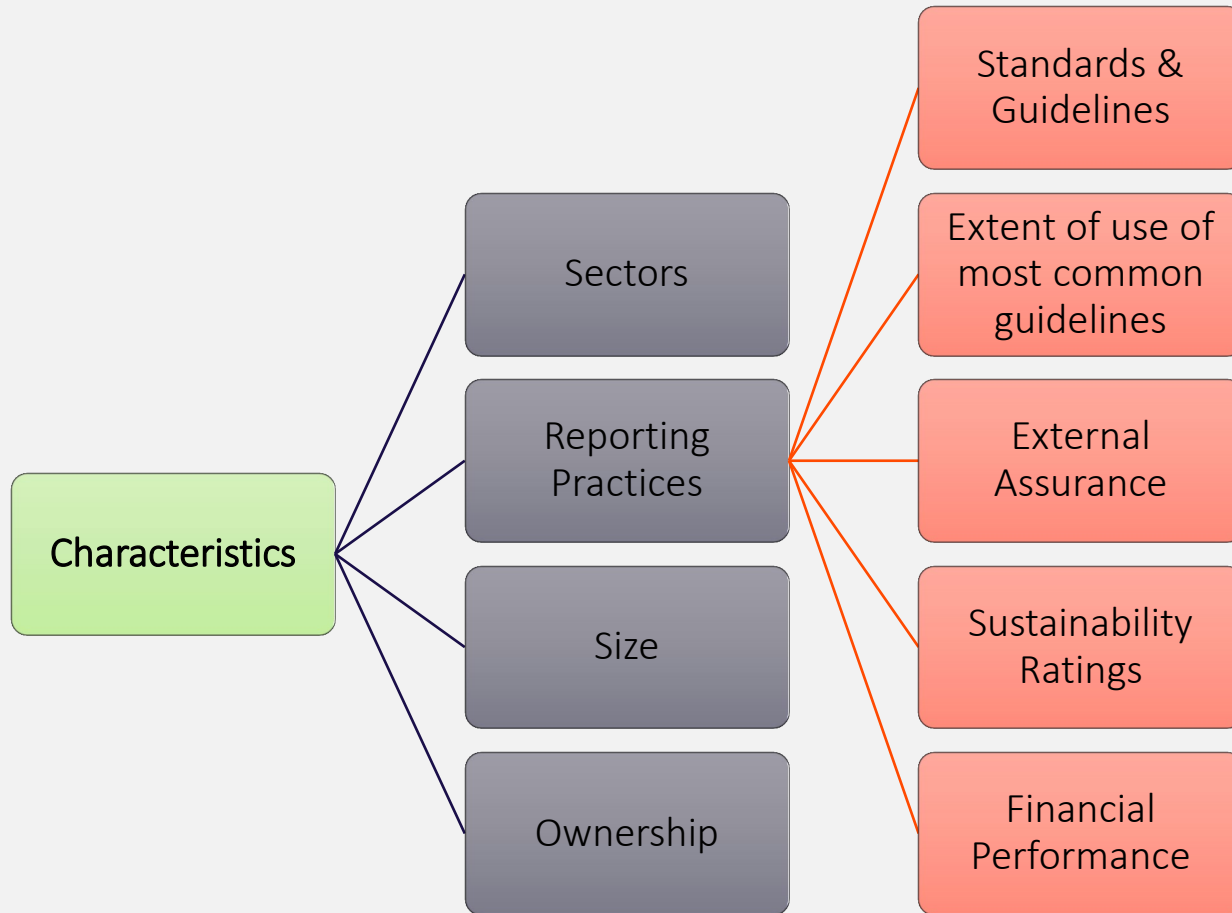 Characteristics
Sectors
Reporting
Practices
Size
Ownership
Standards &
Guidelines
Extent of use of
most common
guidelines
External
Assurance
Sustainability
Ratings
Financial
Performance